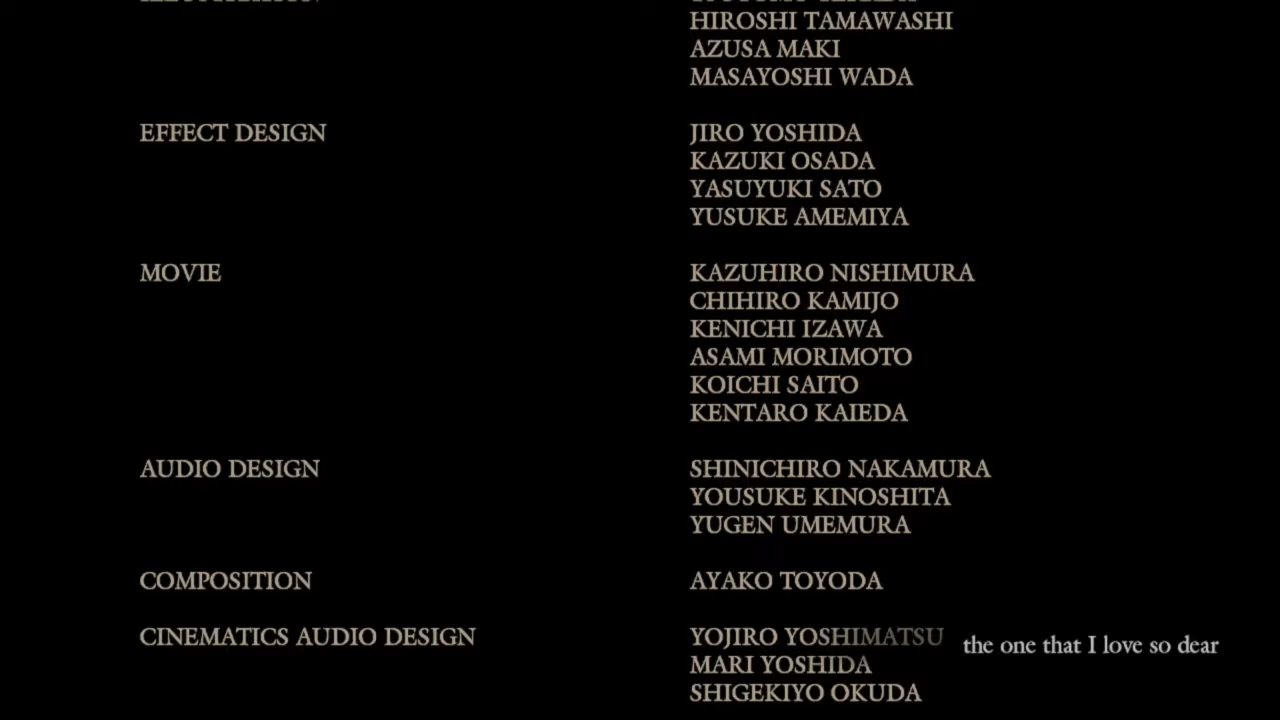 HIROSHI TAMAWASHI
AZUSA MAKI
MASAYOSHI WADA
EFFECT DESIGN JIRO YOSHIDA
KAZUKI OSADA
YASUYUKI SATO
YUSUKE AMEMIYA
MOVIE KAZUHIRO NISHIMURA
CHIHIRO KAMIJO
KENICHI IZAWA
ASAMI MORIMOTO
KOICHI SAITO
KENTARO KAIEDA
AUDIO DESIGN SHINICHIRO NAKAMURA
YOUSUKE KINOSHITA
YUGEN UMEMURA
COMPOSITION AYAKO TOYODA
CINEMATICS AUDIO DESIGN YOJIRO YOSHIMATSU
the one that I love so dear
MARI YOSHIDA
SHIGEKIYO OKUDA